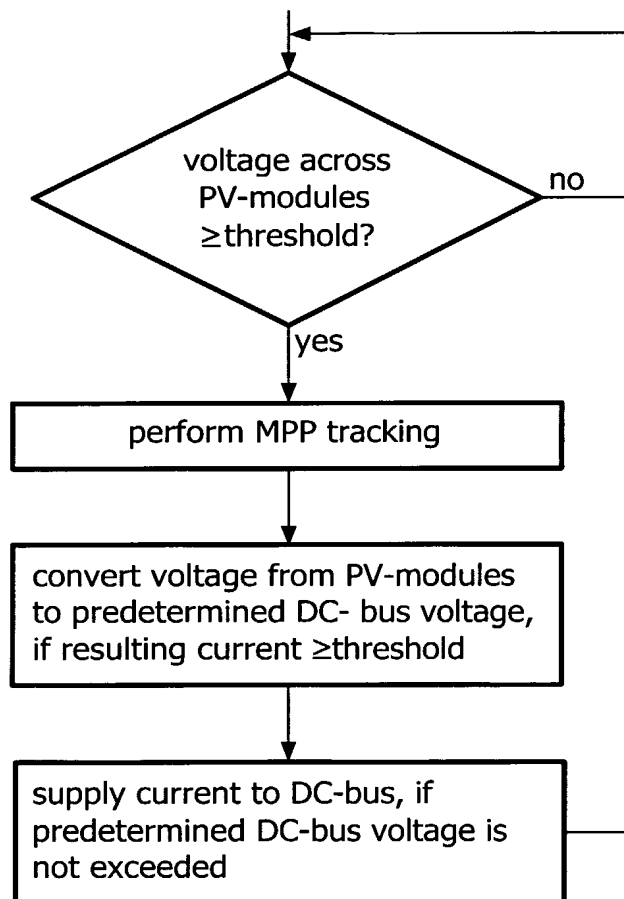 voltage across
PV-modules
≥threshold?
no
yes
perform MPP tracking
convert voltage from PV-modules
to predetermined DC- bus voltage,
if resulting current ≥threshold
supply current to DC-bus, if
predetermined DC-bus voltage is
not exceeded